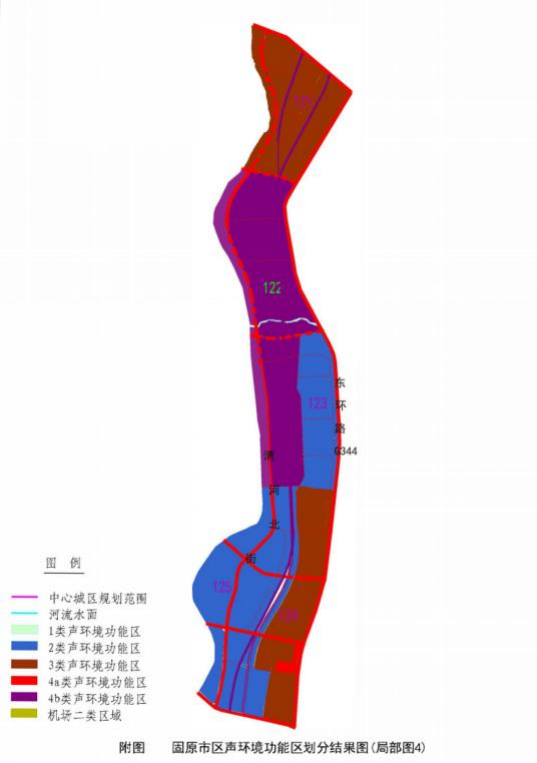 122
123
东
环
路
G344
清
河
北
街
125
图 例
中心城区规划范围
河流水面
1类声环境功能区
2类声环境功能区
3类声环境功能区
4a类声环境功能区
4b类声环境功能区
机场二类区域
附图 固原市区声环境功能区划分结果图(局部图4)